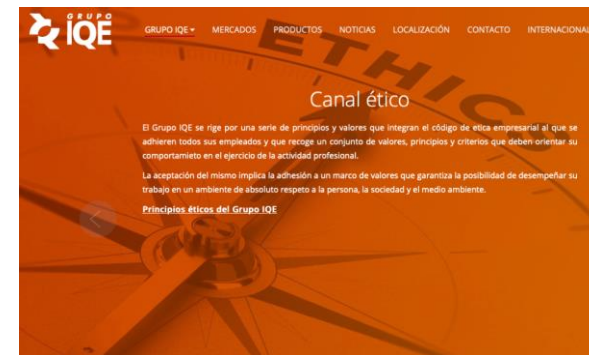 GRUPO
IQE
GRUPO IQE MERCADOS PRODUCTOS NOTICIAS LOCALIZACIÓN CONTACTO INTERNACIONAL
ETHICS
Canal ético
El Grupo IQE se rige por una serie de principios y valores que integran el código de etica empresarial al que se
adhieren todos sus empleados y que recoge un conjunto de valores, principios y criterios que deben orientar su
comportamieto en el ejercicio de la actividad profesional.
La aceptación del mismo implica la adhesión a un marco de valores que garantiza la posibilidad de desempeñar su
trabajo en un ambiente de absoluto respeto a la persona, la sociedad y el medio ambiente.
Principios éticos del Grupo IQE